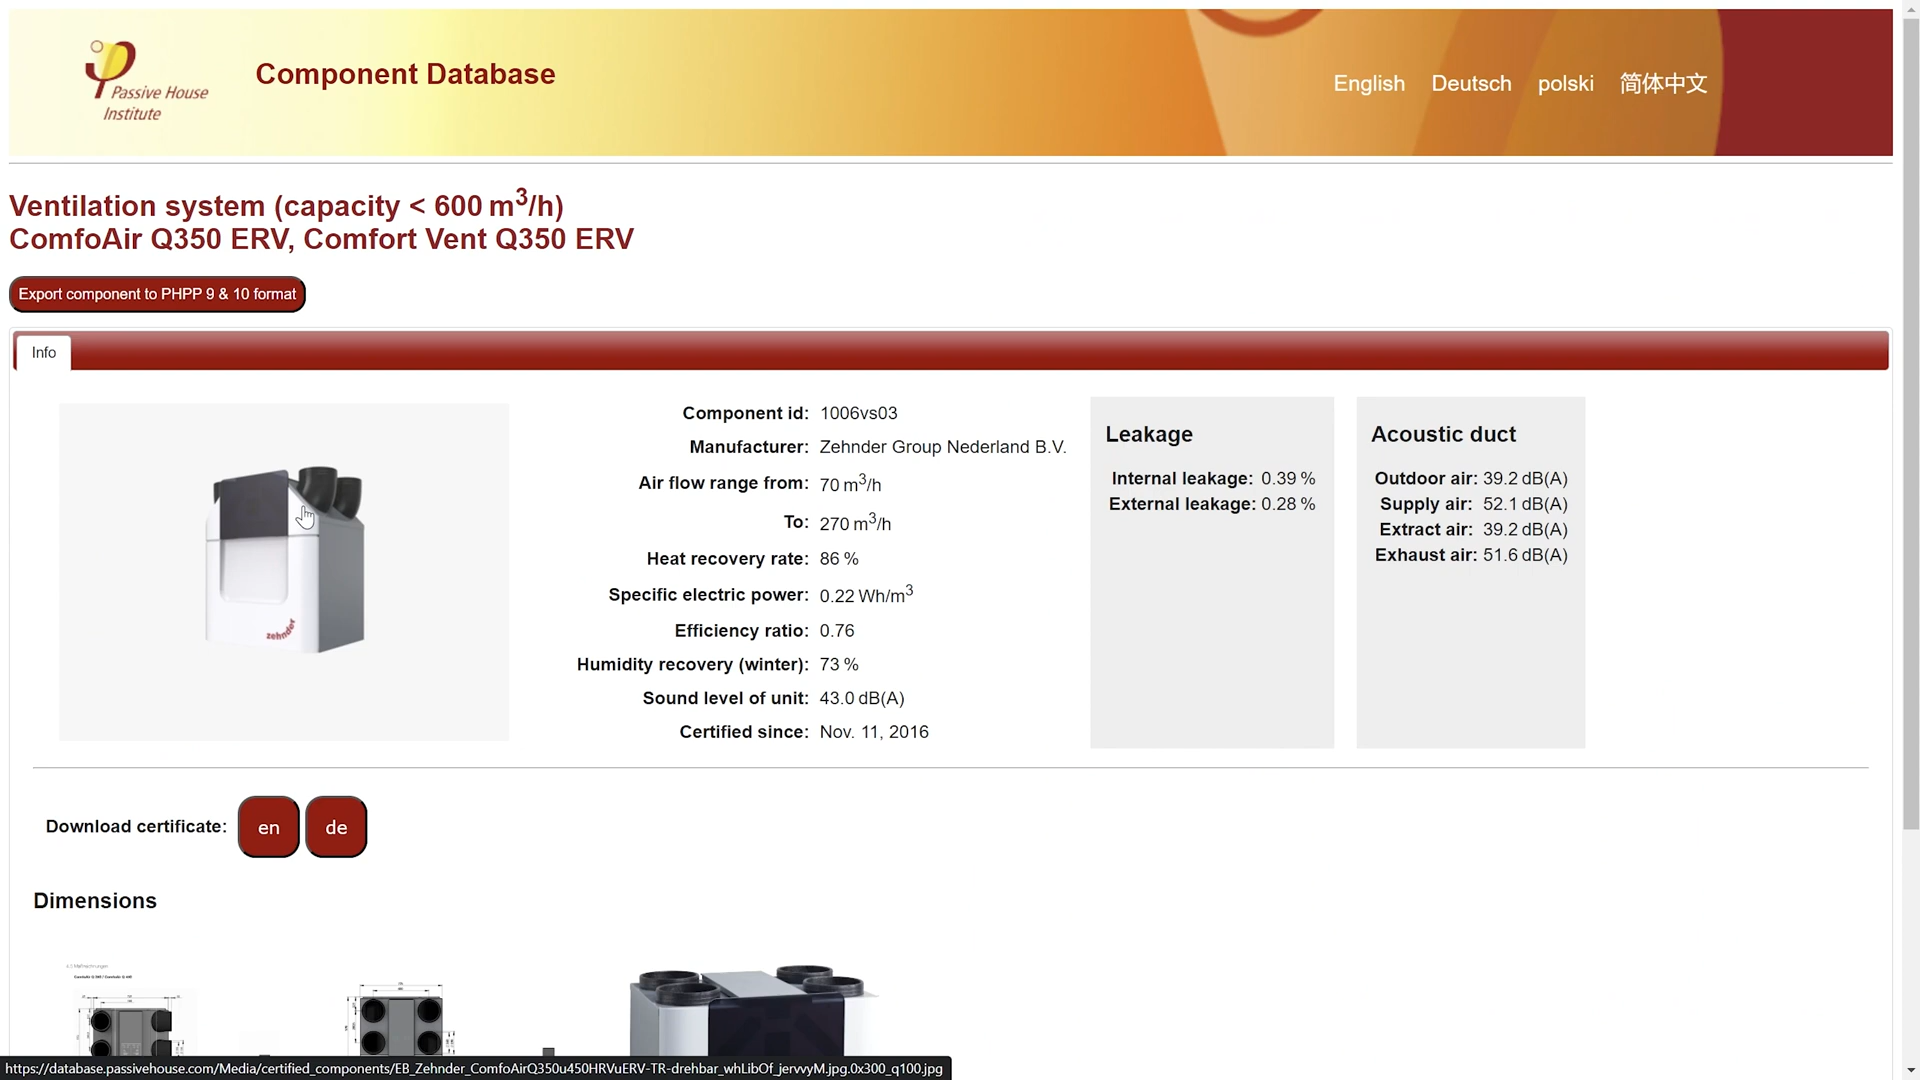 Passive House
Institute
Component Database
English Deutsch polski 简体中文
Ventilation system (capacity < 600 m³/h)
ComfoAir Q350 ERV, Comfort Vent Q350 ERV
Export component to PHPP 9 & 10 format
Info
Component id: 1006vs03
Manufacturer: Zehnder Group Nederland B.V.
Air flow range from: 70 m³/h
To: 270 m³/h
Heat recovery rate: 86 %
Specific electric power: 0.22 Wh/m³
Efficiency ratio: 0.76
Humidity recovery (winter): 73 %
Sound level of unit: 43.0 dB(A)
Certified since: Nov. 11, 2016
zehnder
Leakage
Internal leakage: 0.39 %
External leakage: 0.28 %
Acoustic duct
Outdoor air: 39.2 dB(A)
Supply air: 52.1 dB(A)
Extract air: 39.2 dB(A)
Exhaust air: 51.6 dB(A)
Download certificate: en de
Dimensions
https://database.passivehouse.com/Media/certified_components/EB_Zehnder_ComfoAirQ350u450HRVuERV-TR-drehbar_whLibOf_jervvyM.jpg.0x300_q100.jpg